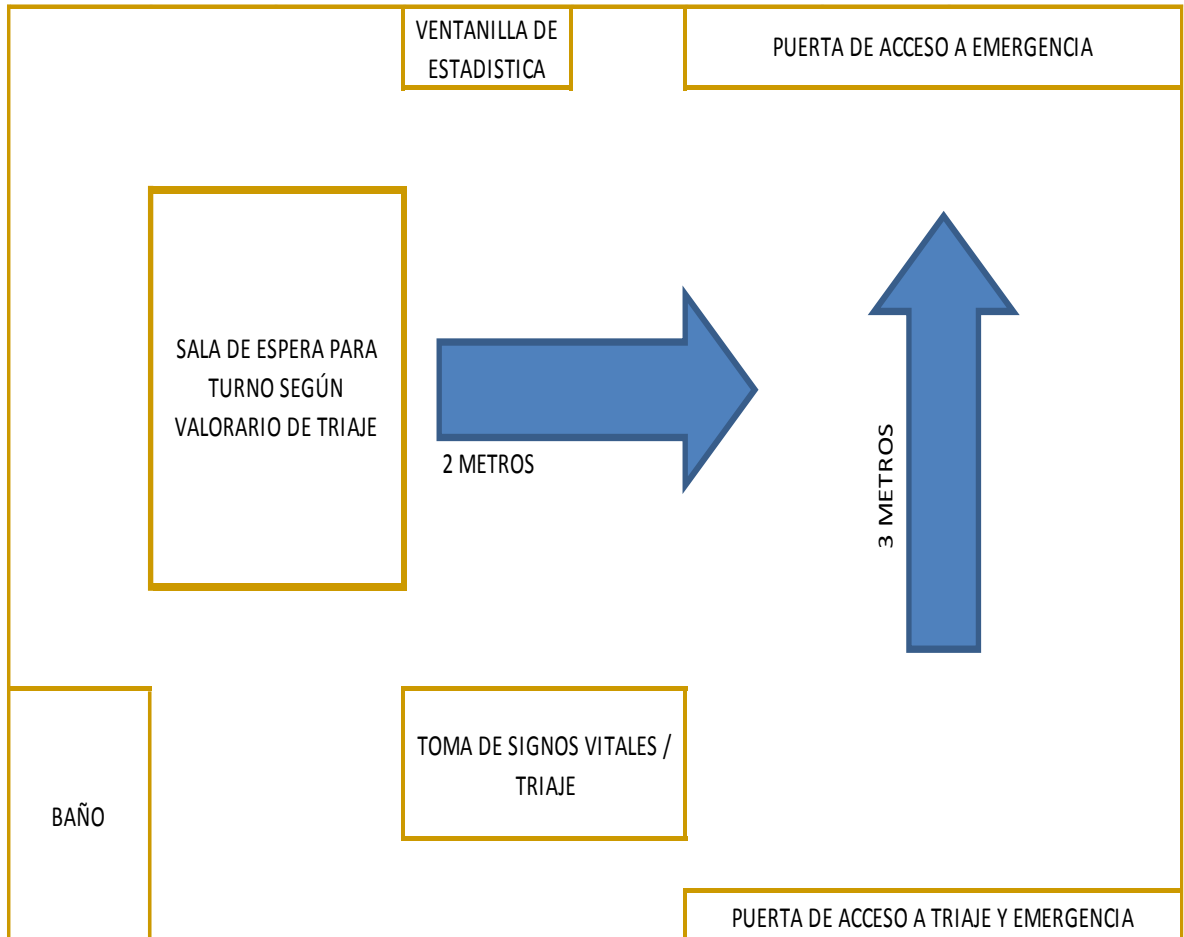 VENTANILLA DE
ESTADISTICA
PUERTA DE ACCESO A EMERGENCIA
SALA DE ESPERA PARA
TURNO SEGÚN
VALORARIO DE TRIAJE
2 METROS
3 METROS
TOMA DE SIGNOS VITALES /
TRIAJE
BAÑO
PUERTA DE ACCESO A TRIAJE Y EMERGENCIA